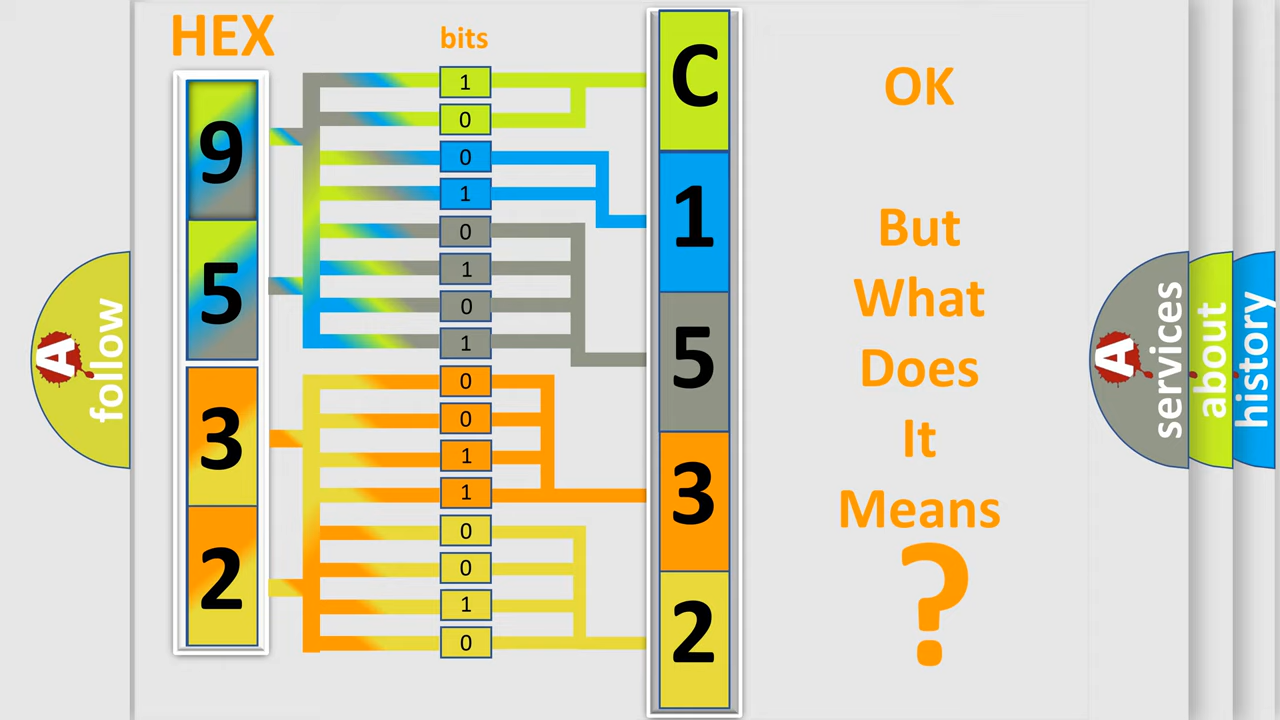 HEX
bits
9
5
3
2
1
0
0
1
0
1
0
1
0
0
1
1
0
0
1
0
C
1
5
3
2
OK
But
What
Does
It
Means
?
A
follow
A
services
about
history